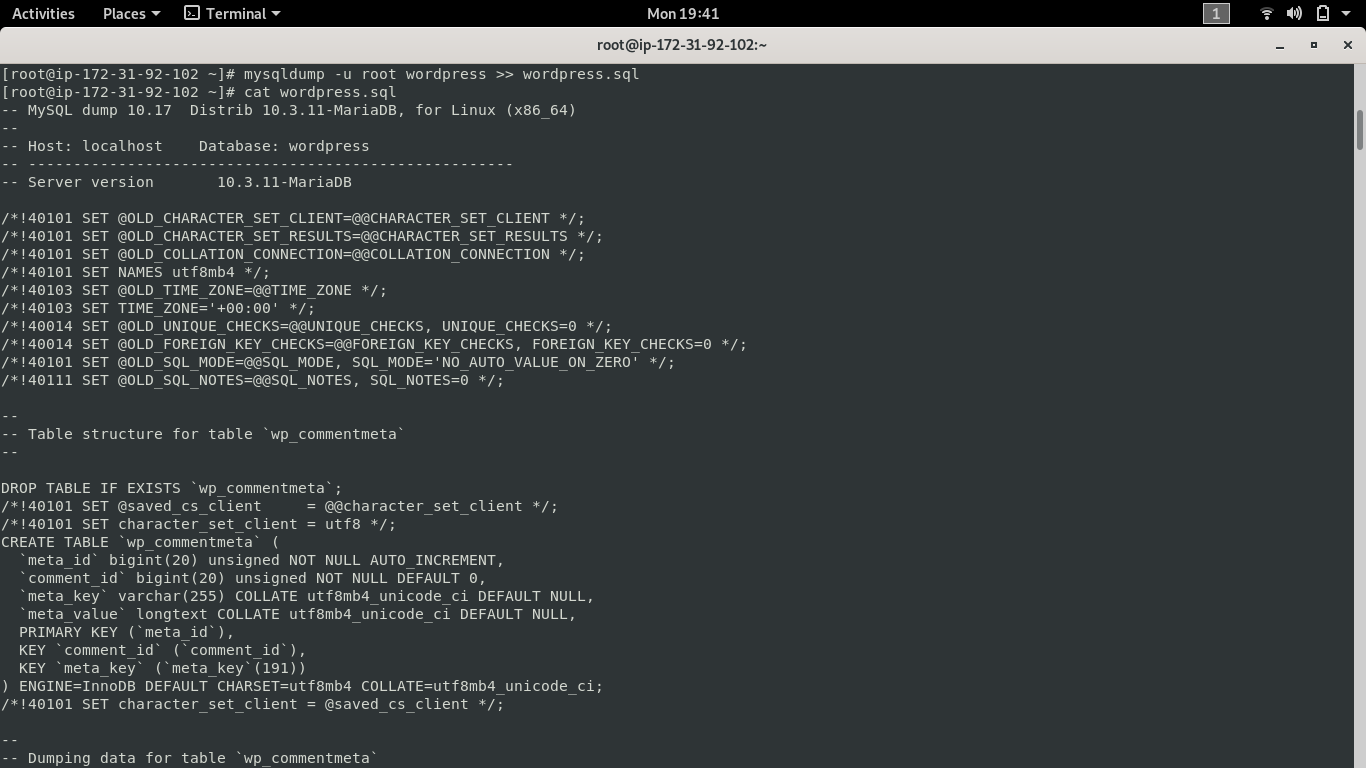 Activities Places Terminal Mon 19:41 1
root@ip-172-31-92-102:~
[root@ip-172-31-92-102 ~]# mysqldump -u root wordpress >> wordpress.sql
[root@ip-172-31-92-102 ~]# cat wordpress.sql
-- MySQL dump 10.17  Distrib 10.3.11-MariaDB, for Linux (x86_64)
--
-- Host: localhost    Database: wordpress
-- ------------------------------------------------------
-- Server version       10.3.11-MariaDB

/*!40101 SET @OLD_CHARACTER_SET_CLIENT=@@CHARACTER_SET_CLIENT */;
/*!40101 SET @OLD_CHARACTER_SET_RESULTS=@@CHARACTER_SET_RESULTS */;
/*!40101 SET @OLD_COLLATION_CONNECTION=@@COLLATION_CONNECTION */;
/*!40101 SET NAMES utf8mb4 */;
/*!40103 SET @OLD_TIME_ZONE=@@TIME_ZONE */;
/*!40103 SET TIME_ZONE='+00:00' */;
/*!40014 SET @OLD_UNIQUE_CHECKS=@@UNIQUE_CHECKS, UNIQUE_CHECKS=0 */;
/*!40014 SET @OLD_FOREIGN_KEY_CHECKS=@@FOREIGN_KEY_CHECKS, FOREIGN_KEY_CHECKS=0 */;
/*!40101 SET @OLD_SQL_MODE=@@SQL_MODE, SQL_MODE='NO_AUTO_VALUE_ON_ZERO' */;
/*!40111 SET @OLD_SQL_NOTES=@@SQL_NOTES, SQL_NOTES=0 */;

--
-- Table structure for table `wp_commentmeta`
--

DROP TABLE IF EXISTS `wp_commentmeta`;
/*!40101 SET @saved_cs_client     = @@character_set_client */;
/*!40101 SET character_set_client = utf8 */;
CREATE TABLE `wp_commentmeta` (
  `meta_id` bigint(20) unsigned NOT NULL AUTO_INCREMENT,
  `comment_id` bigint(20) unsigned NOT NULL DEFAULT 0,
  `meta_key` varchar(255) COLLATE utf8mb4_unicode_ci DEFAULT NULL,
  `meta_value` longtext COLLATE utf8mb4_unicode_ci DEFAULT NULL,
  PRIMARY KEY (`meta_id`),
  KEY `comment_id` (`comment_id`),
  KEY `meta_key` (`meta_key`(191))
) ENGINE=InnoDB DEFAULT CHARSET=utf8mb4 COLLATE=utf8mb4_unicode_ci;
/*!40101 SET character_set_client = @saved_cs_client */;

--
-- Dumping data for table `wp_commentmeta`